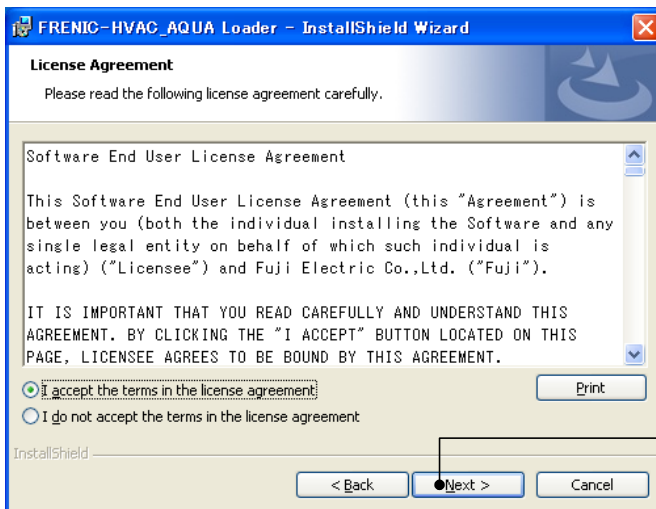 FRENIC-HVAC_AQUA Loader - InstallShield Wizard
License Agreement
Please read the following license agreement carefully.
Software End User License Agreement
This Software End User License Agreement (this "Agreement") is
between you (both the individual installing the Software and any
single legal entity on behalf of which such individual is
acting) ("Licensee") and Fuji Electric Co.,Ltd. ("Fuji").
IT IS IMPORTANT THAT YOU READ CAREFULLY AND UNDERSTAND THIS
AGREEMENT. BY CLICKING THE "I ACCEPT" BUTTON LOCATED ON THIS
PAGE, LICENSEE AGREES TO BE BOUND BY THIS AGREEMENT.
I accept the terms in the license agreement
Print
I do not accept the terms in the license agreement
InstallShield
< Back
Next >
Cancel